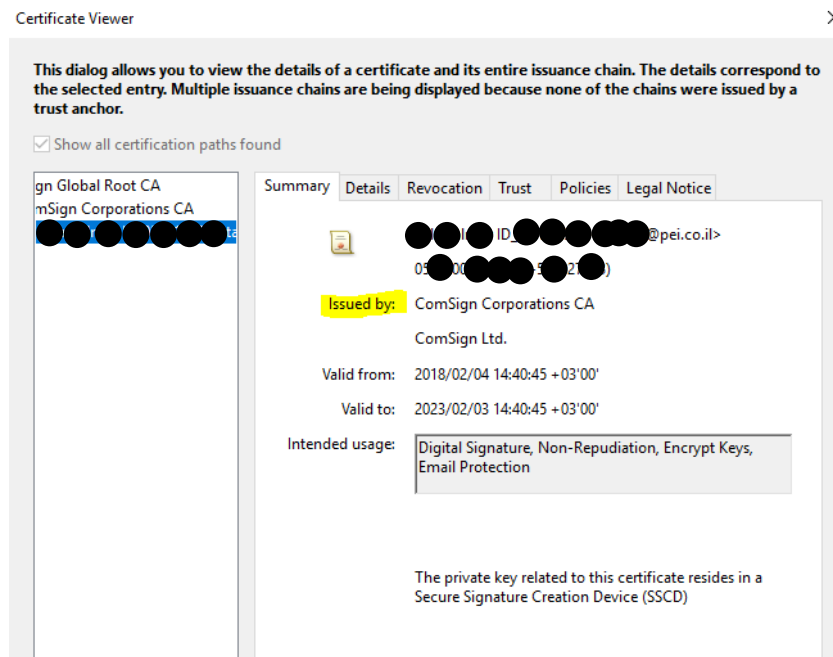 Certificate Viewer
This dialog allows you to view the details of a certificate and its entire issuance chain. The details correspond to
the selected entry. Multiple issuance chains are being displayed because none of the chains were issued by a
trust anchor.
Show all certification paths found
gn Global Root CA
mSign Corporations CA
ta
Summary
Details
Revocation
Trust
Policies
Legal Notice
ID_
@pei.co.il>
Issued by: ComSign Corporations CA
ComSign Ltd.
Valid from: 2018/02/04 14:40:45 +03'00'
Valid to: 2023/02/03 14:40:45 +03'00'
Intended usage: Digital Signature, Non-Repudiation, Encrypt Keys,
Email Protection
The private key related to this certificate resides in a
Secure Signature Creation Device (SSCD)